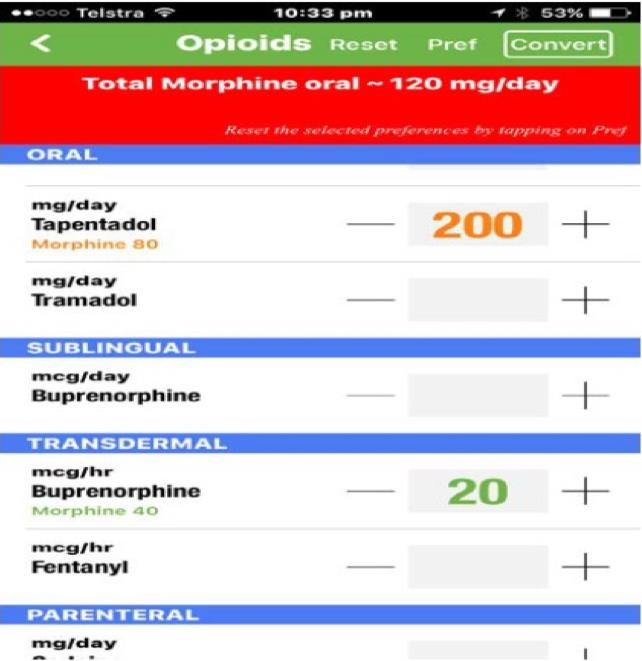 Telstra 10:33 pm 53%
Opioids Reset Pref Convert
Total Morphine oral ~ 120 mg/day
Reset the selected preferences by tapping on Pref
ORAL
mg/day
Tapentadol
Morphine 80
200
mg/day
Tramadol
SUBLINGUAL
mcg/day
Buprenorphine
TRANSDERMAL
mcg/hr
Buprenorphine
Morphine 40
20
mcg/hr
Fentanyl
PARENTERAL
mg/day